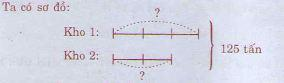 Ta có sơ đồ:
?
Kho 1:
Kho 2:
125 tấn
?